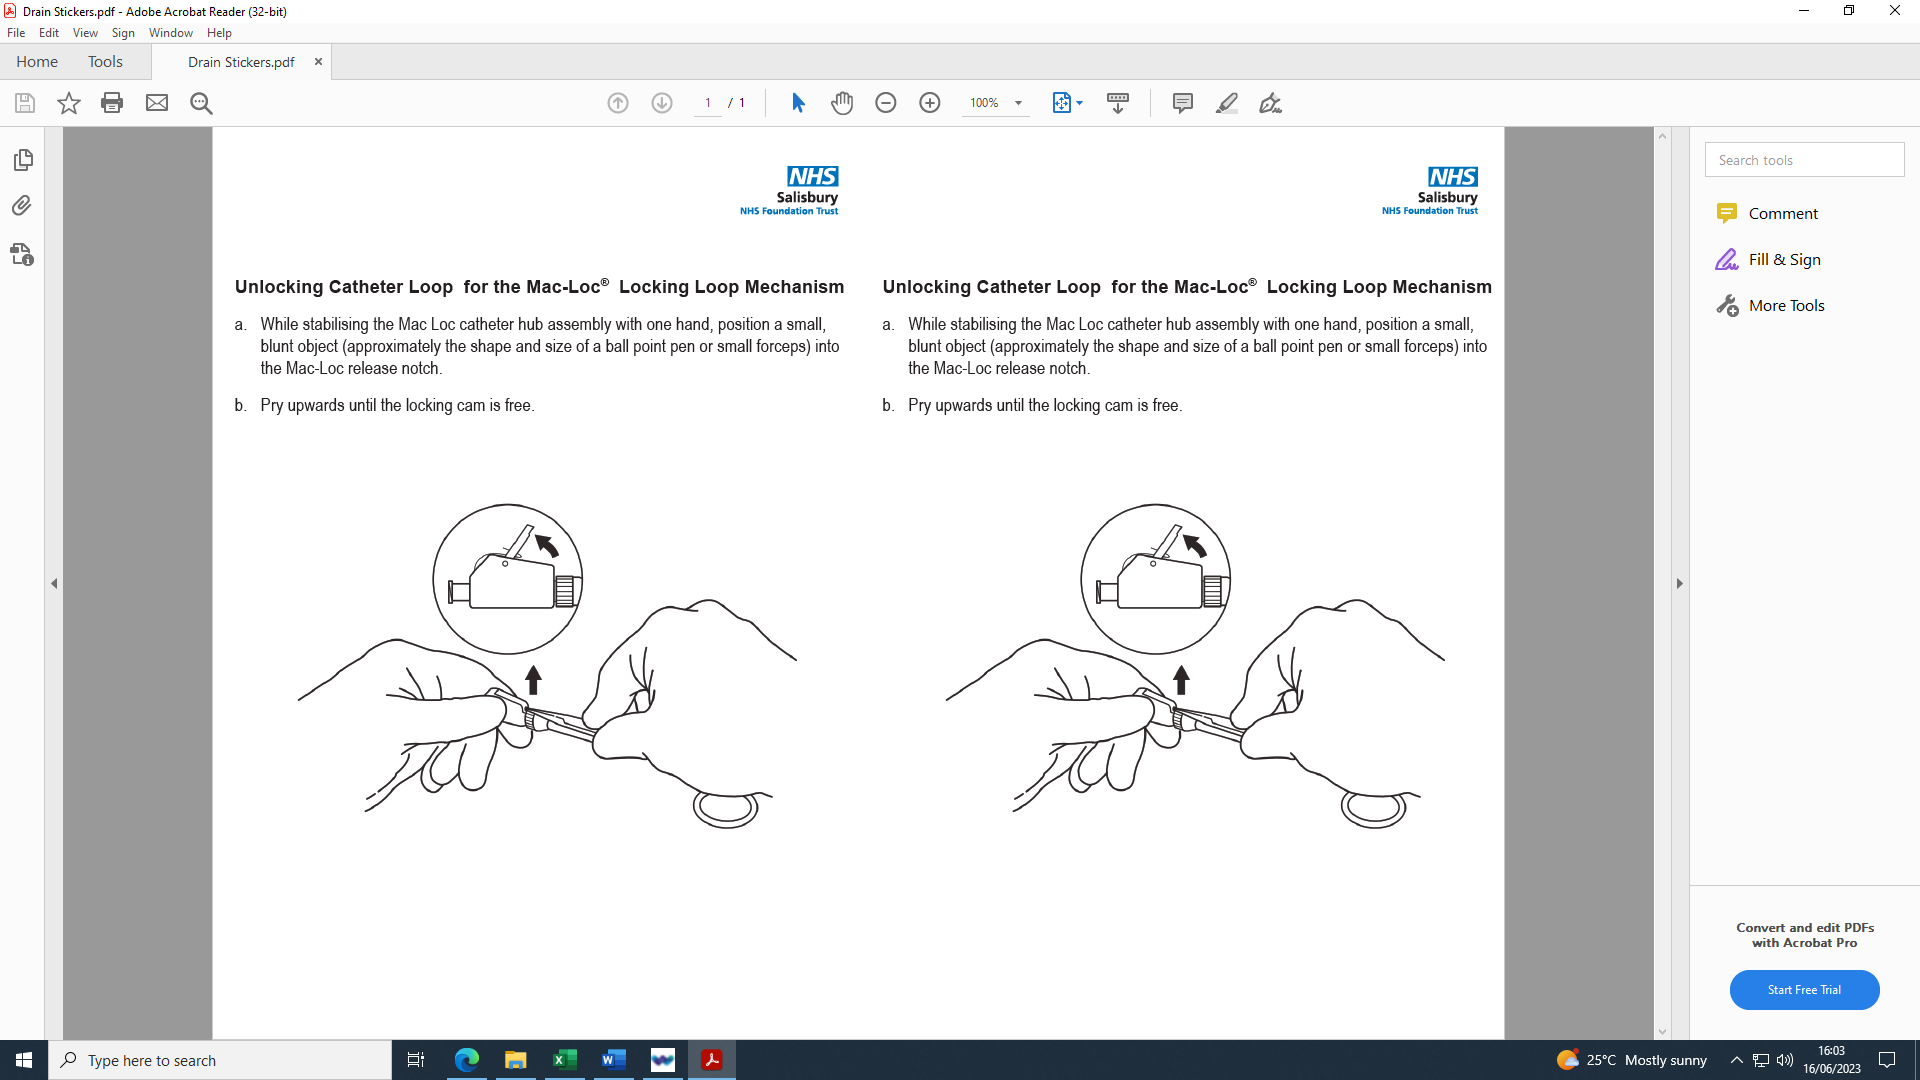 Drain Stickers.pdf - Adobe Acrobat Reader (32-bit)
File Edit View Sign Window Help
Home Tools Drain Stickers.pdf
1 / 1 100%
Search tools
Comment
Fill & Sign
More Tools
Convert and edit PDFs
with Acrobat Pro
Start Free Trial
NHS
Salisbury
NHS Foundation Trust
Unlocking Catheter Loop for the Mac-Loc® Locking Loop Mechanism
a. While stabilising the Mac Loc catheter hub assembly with one hand, position a small,
blunt object (approximately the shape and size of a ball point pen or small forceps) into
the Mac-Loc release notch.
b. Pry upwards until the locking cam is free.
NHS
Salisbury
NHS Foundation Trust
Unlocking Catheter Loop for the Mac-Loc® Locking Loop Mechanism
a. While stabilising the Mac Loc catheter hub assembly with one hand, position a small,
blunt object (approximately the shape and size of a ball point pen or small forceps) into
the Mac-Loc release notch.
b. Pry upwards until the locking cam is free.
Type here to search
25°C Mostly sunny
16:03
16/06/2023